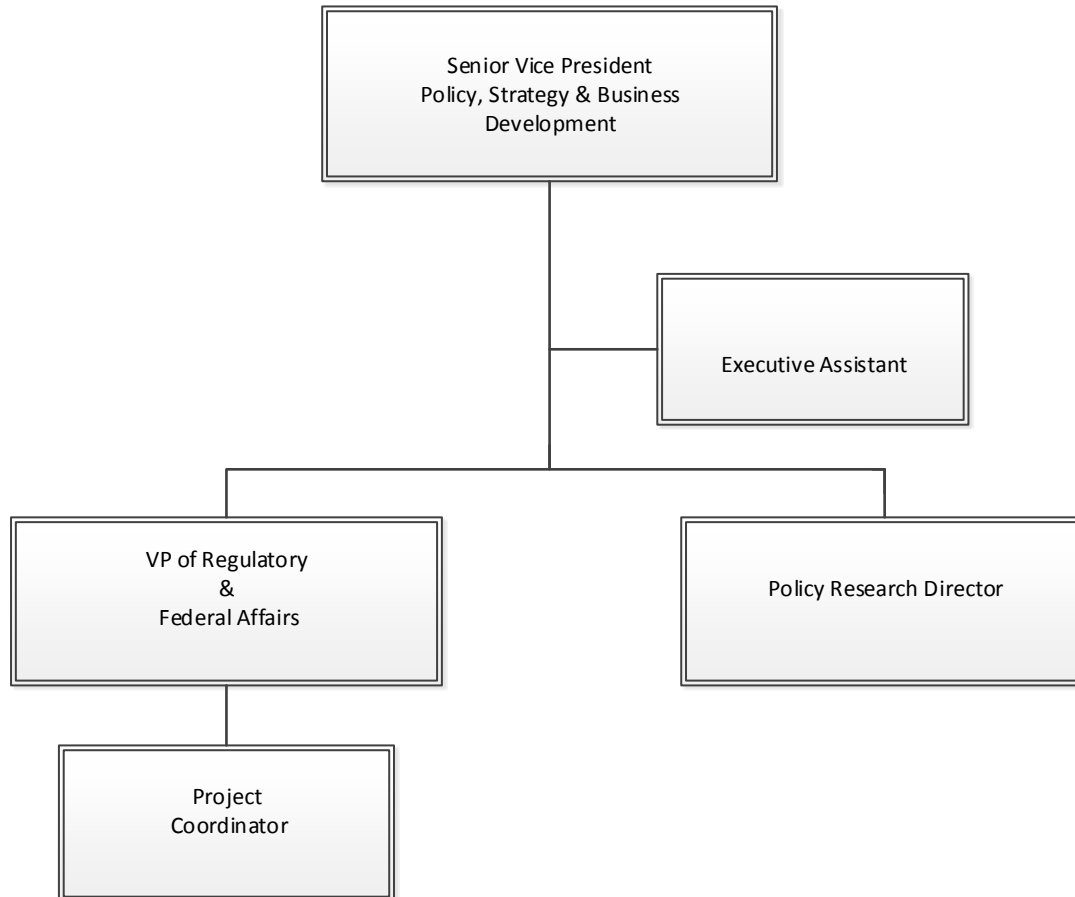 Senior Vice President
Policy, Strategy & Business
Development
Executive Assistant
VP of Regulatory
&
Federal Affairs
Policy Research Director
Project
Coordinator